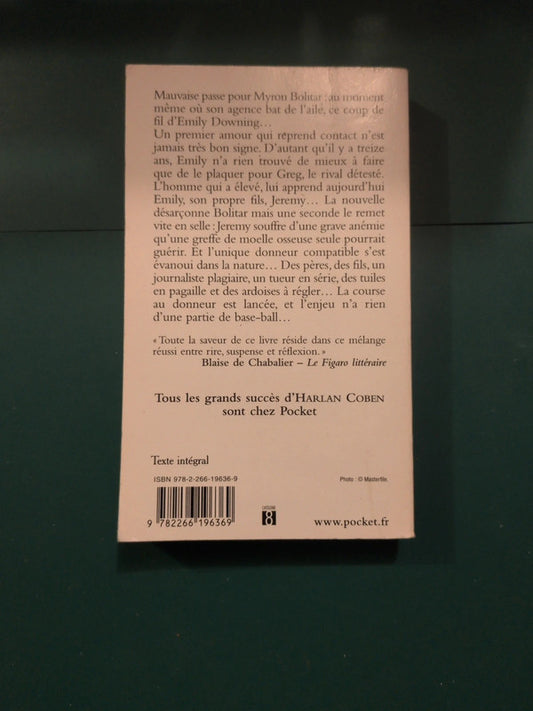 Mauvaise passe pour Myron Bolitar : au moment
même où son agence bat de l'aile, ce coup de
fil d'Emily Downing…
Un premier amour qui reprend contact n'est
jamais très bon signe. D'autant qu'il y a treize
ans, Emily n'a rien trouvé de mieux à faire
que de le plaquer pour Greg, le rival détesté.
L'homme qui a élevé, lui apprend aujourd'hui
Emily, son propre fils, Jeremy… La nouvelle
désarçonne Bolitar mais une seconde le remet
vite en selle : Jeremy souffre d'une grave anémie
qu'une greffe de moelle osseuse seule pourrait
guérir. Et l'unique donneur compatible s'est
évanoui dans la nature… Des pères, des fils, un
journaliste plagiaire, un tueur en série, des tuiles
en pagaille et des ardoises à régler… La course
au donneur est lancée, et l'enjeu n'a rien
d'une partie de base-ball…
« Toute la saveur de ce livre réside dans ce mélange
réussi entre rire, suspense et réflexion. »
Blaise de Chabalier – Le Figaro littéraire
Tous les grands succès d'HARLAN COBEN
sont chez Pocket
Texte intégral
ISBN 978-2-266-19636-9
Photo : © Masterfile.
9 782266 196369
CATÉGORIE
8
www.pocket.fr